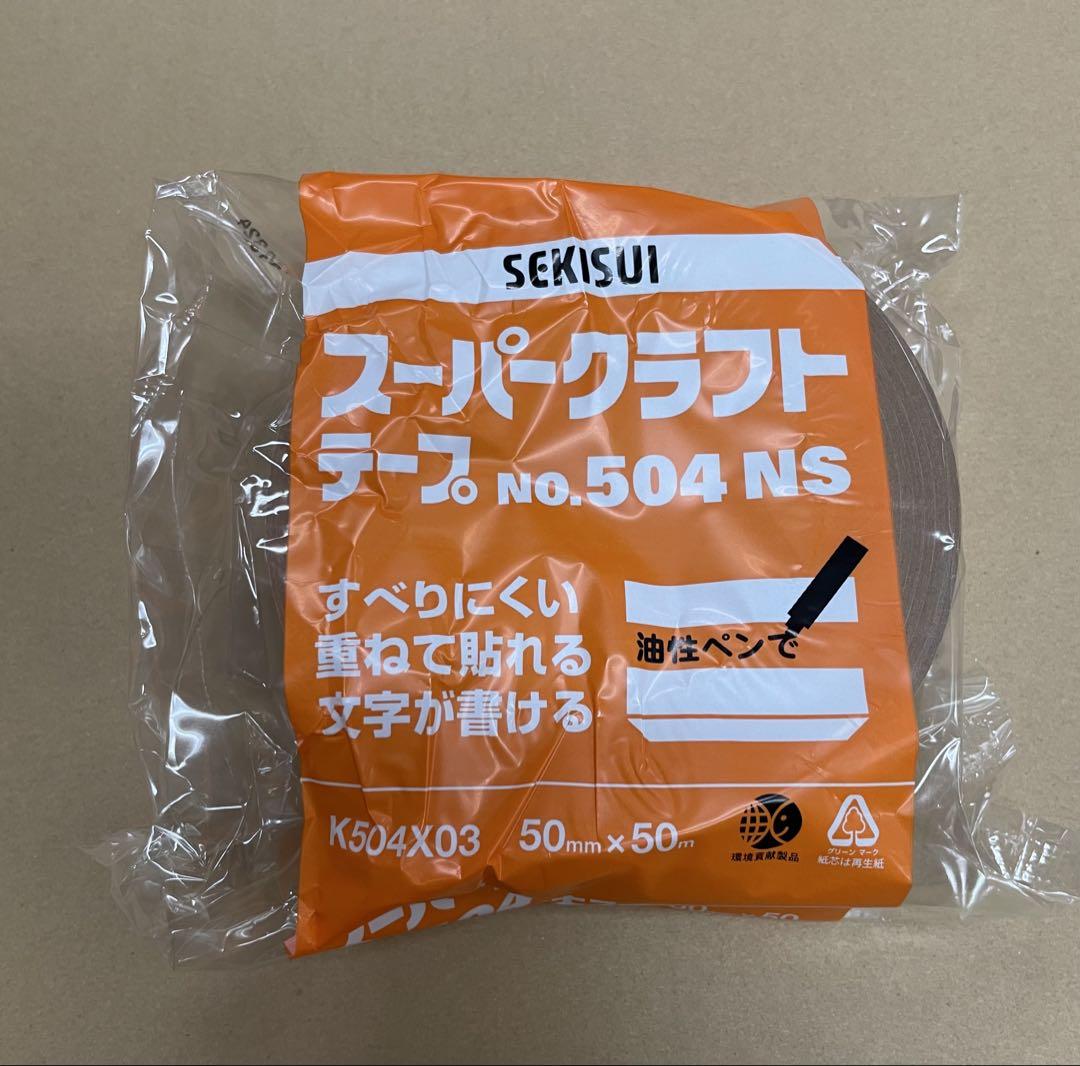 SEKISUI
スーパークラフト
テープ No.504 NS
すべりにくい
重ねて貼れる
文字が書ける
油性ペンで
K504X03 50mm×50m
環境貢献製品
グリーン マーク
紙芯は再生紙